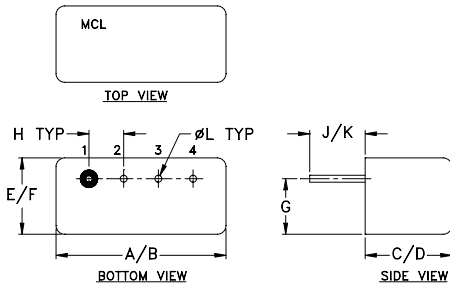 MCL
TOP VIEW
H TYP
øL TYP
J/K
1 2 3 4
E/F
G
A/B
C/D
BOTTOM VIEW
SIDE VIEW